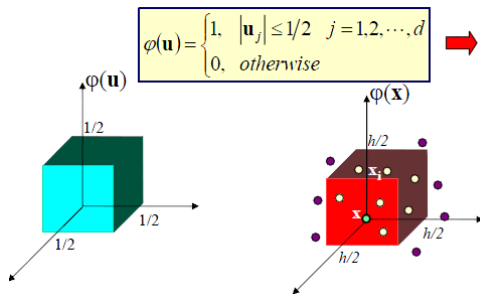 φ(u) = {1, |u_j| ≤ 1/2 j = 1,2,⋯,d
0, otherwise
φ(u)
1/2
1/2
1/2
φ(x)
h/2
x_i
x
h/2
h/2